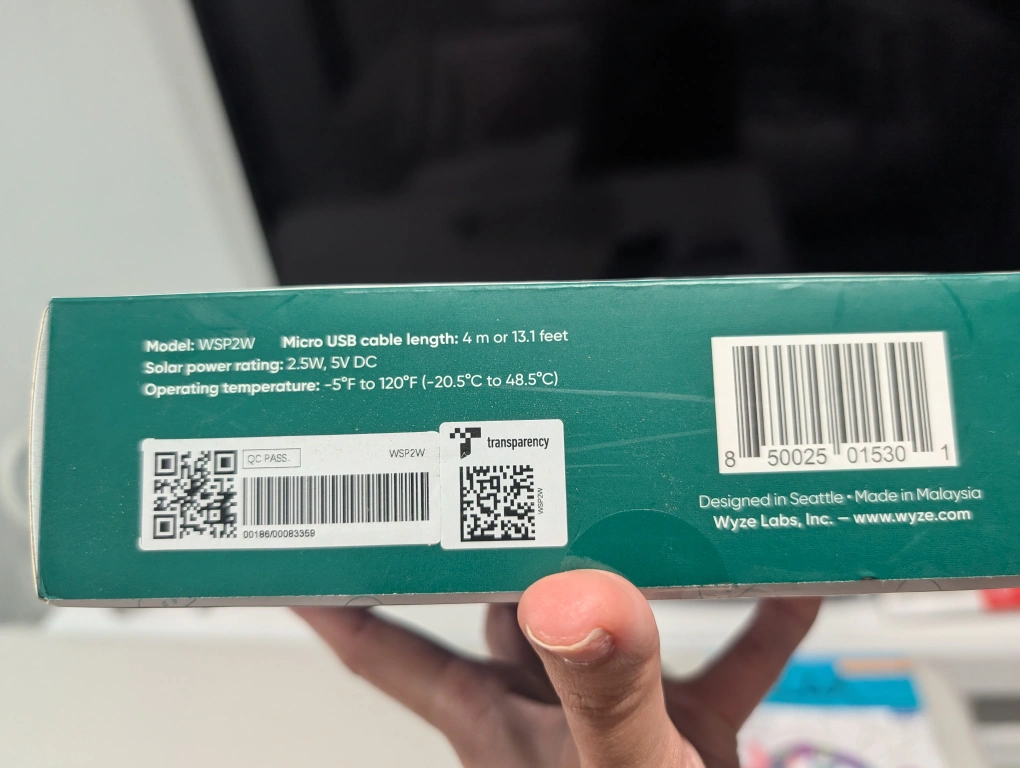 Model: WSP2W Micro USB cable length: 4 m or 13.1 feet
Solar power rating: 2.5W, 5V DC
Operating temperature: -5°F to 120°F (-20.5°C to 48.5°C)
QC PASS. WSP2W
00186/00083359
transparency
WSP2W
8 50025 01530 1
Designed in Seattle • Made in Malaysia
Wyze Labs, Inc. — www.wyze.com